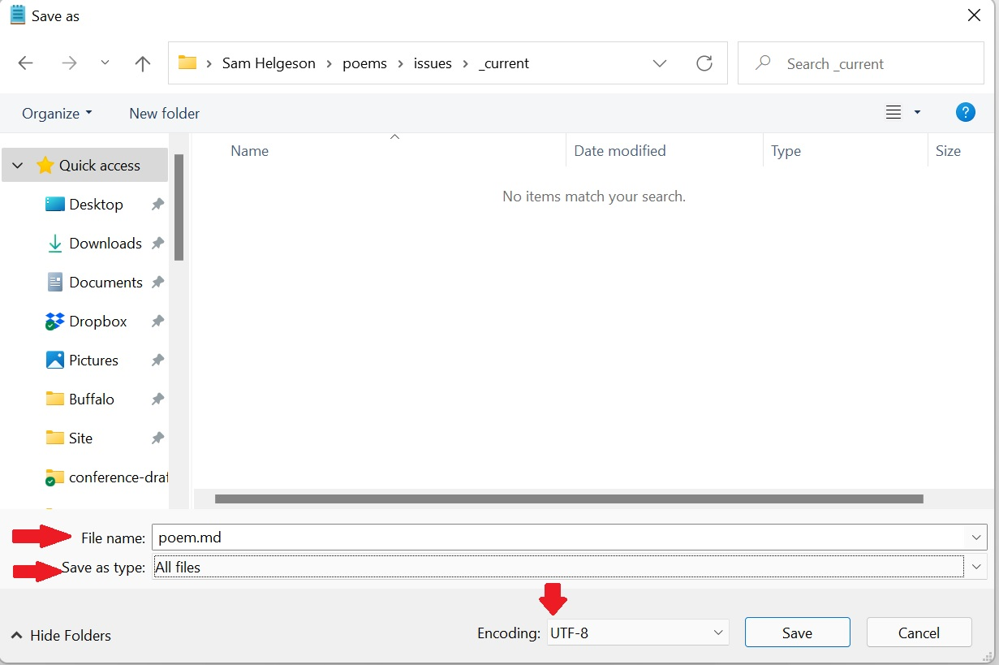 Save as
Sam Helgeson > poems > issues > _current
Search _current
Organize
New folder
?
Name
Date modified
Type
Size
No items match your search.
Quick access
Desktop
Downloads
Documents
Dropbox
Pictures
Buffalo
Site
conference-draf
File name: poem.md
Save as type: All files
Hide Folders
Encoding: UTF-8
Save
Cancel